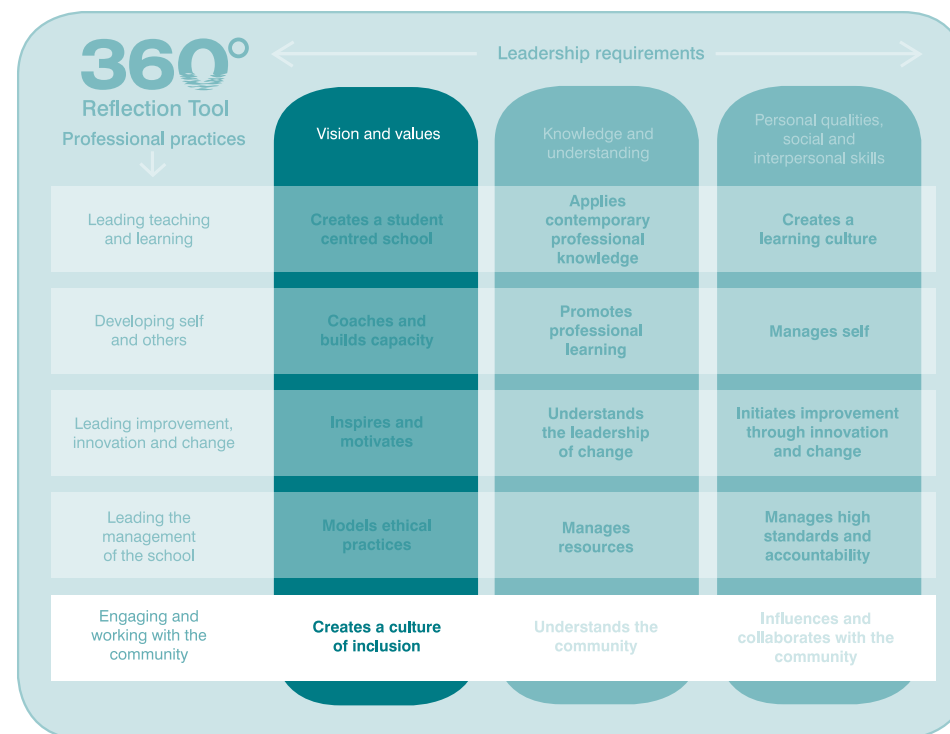 360°
Reflection Tool
Professional practices
Leadership requirements
Vision and values
Knowledge and
understanding
Personal qualities,
social and
interpersonal skills
Leading teaching
and learning
Creates a student
centred school
Applies
contemporary
professional
knowledge
Creates a
learning culture
Developing self
and others
Coaches and
builds capacity
Promotes
professional
learning
Manages self
Leading improvement,
innovation and change
Inspires and
motivates
Understands
the leadership
of change
Initiates improvement
through innovation
and change
Leading the
management
of the school
Models ethical
practices
Manages
resources
Manages high
standards and
accountability
Engaging and
working with the
community
Creates a culture
of inclusion
Understands the
community
Influences and
collaborates with the
community